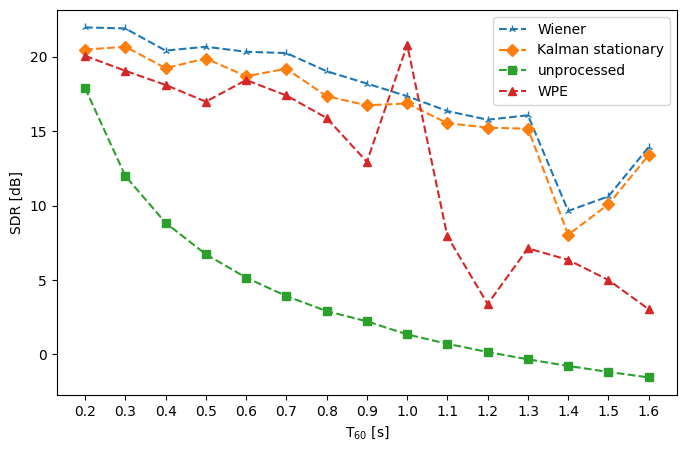 Wiener
Kalman stationary
unprocessed
WPE
SDR [dB]
20
15
10
5
0
0.2 0.3 0.4 0.5 0.6 0.7 0.8 0.9 1.0 1.1 1.2 1.3 1.4 1.5 1.6
T₆₀ [s]